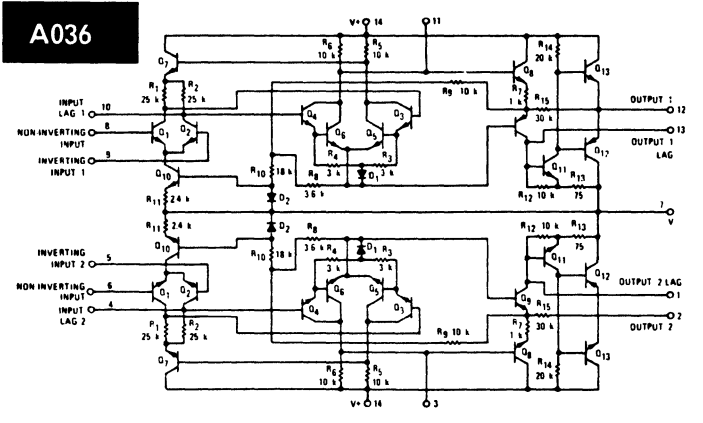 A036
V+ 14
11
R6
10 k
R5
10 k
R14
20 k
Q7
Q8
Q13
R1
25 k
R2
25 k
R9 10 k
R7
1 k
R15
30 k
INPUT
LAG 1
10
Q4
Q3
OUTPUT 1
12
NON-INVERTING
INPUT
8
Q1
Q2
Q6
Q5
13
OUTPUT 1
LAG
INVERTING
INPUT 1
9
R4
3 k
R3
3 k
D1
Q12
Q11
Q10
R10
18 k
R8
3.6 k
R12
10 k
R13
75
R11
2.4 k
D2
7
V
R11
2.4 k
D2
R8
3.6 k
R12
10 k
R13
75
Q10
R10
18 k
D1
R4
3 k
R3
3 k
Q11
INVERTING
INPUT 2
5
Q12
OUTPUT 2 LAG
1
NON-INVERTING
INPUT
6
Q1
Q2
Q6
Q5
Q9
R15
30 k
INPUT
LAG 2
4
Q4
Q3
OUTPUT 2
2
R1
25 k
R2
25 k
R9 10 k
R7
1 k
Q7
Q8
Q13
R6
10 k
R5
10 k
R14
20 k
V+ 14
3